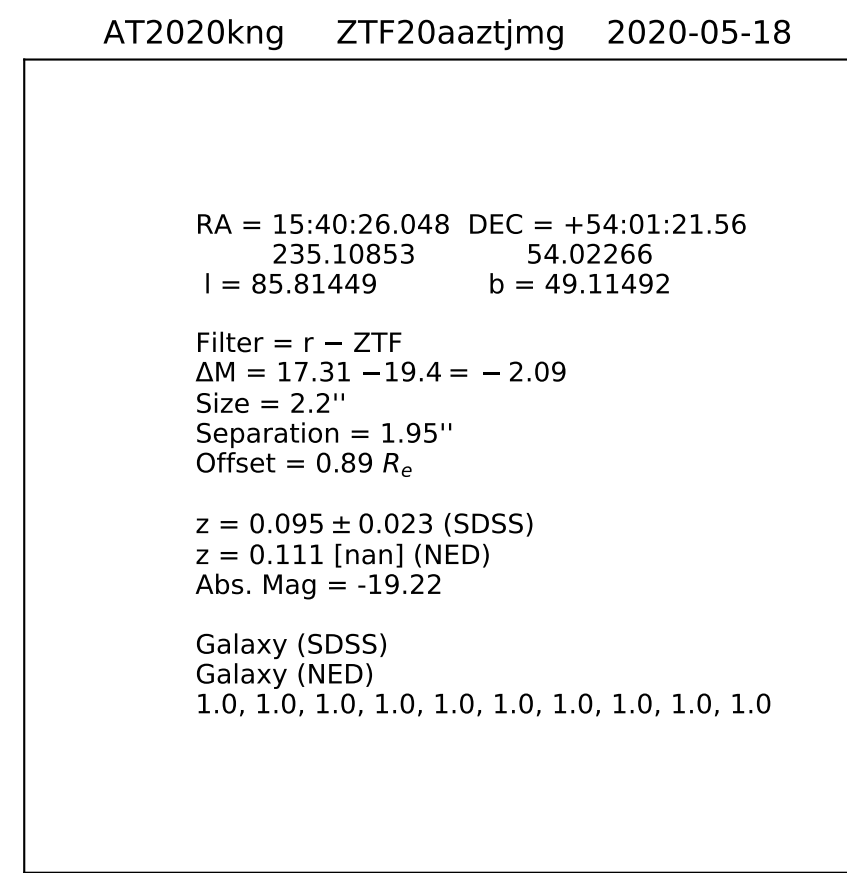 AT2020kng ZTF20aaztjmg 2020-05-18
RA = 15:40:26.048 DEC = +54:01:21.56
235.10853 54.02266
l = 85.81449 b = 49.11492
Filter = r − ZTF
ΔM = 17.31 −19.4 = − 2.09
Size = 2.2''
Separation = 1.95''
Offset = 0.89 Rₑ
z = 0.095 ± 0.023 (SDSS)
z = 0.111 [nan] (NED)
Abs. Mag = -19.22
Galaxy (SDSS)
Galaxy (NED)
1.0, 1.0, 1.0, 1.0, 1.0, 1.0, 1.0, 1.0, 1.0, 1.0